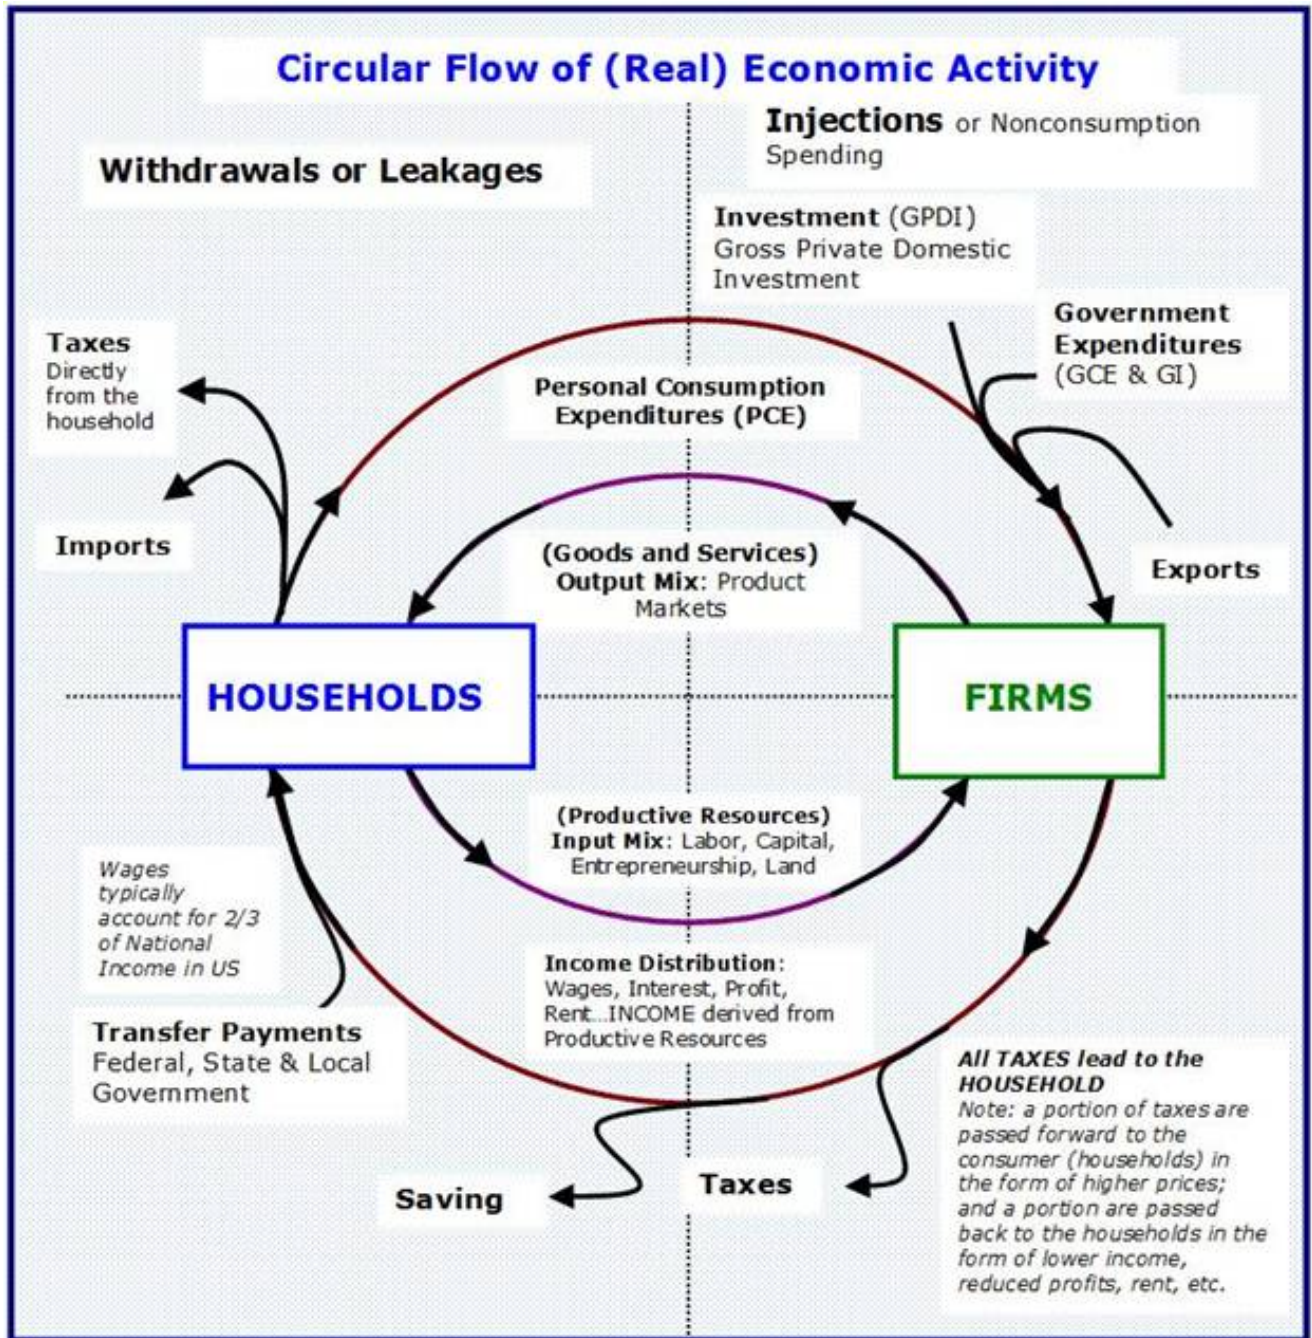 Circular Flow of (Real) Economic Activity
Injections or Nonconsumption
Spending
Withdrawals or Leakages
Investment (GPDI)
Gross Private Domestic
Investment
Government
Expenditures
(GCE & GI)
Taxes
Directly
from the
household
Personal Consumption
Expenditures (PCE)
Imports
(Goods and Services)
Output Mix: Product
Markets
Exports
HOUSEHOLDS
FIRMS
(Productive Resources)
Input Mix: Labor, Capital,
Entrepreneurship, Land
Wages
typically
account for 2/3
of National
Income in US
Income Distribution:
Wages, Interest, Profit,
Rent...INCOME derived from
Productive Resources
Transfer Payments
Federal, State & Local
Government
All TAXES lead to the
HOUSEHOLD
Note: a portion of taxes are
passed forward to the
consumer (households) in
the form of higher prices;
and a portion are passed
back to the households in the
form of lower income,
reduced profits, rent, etc.
Saving
Taxes